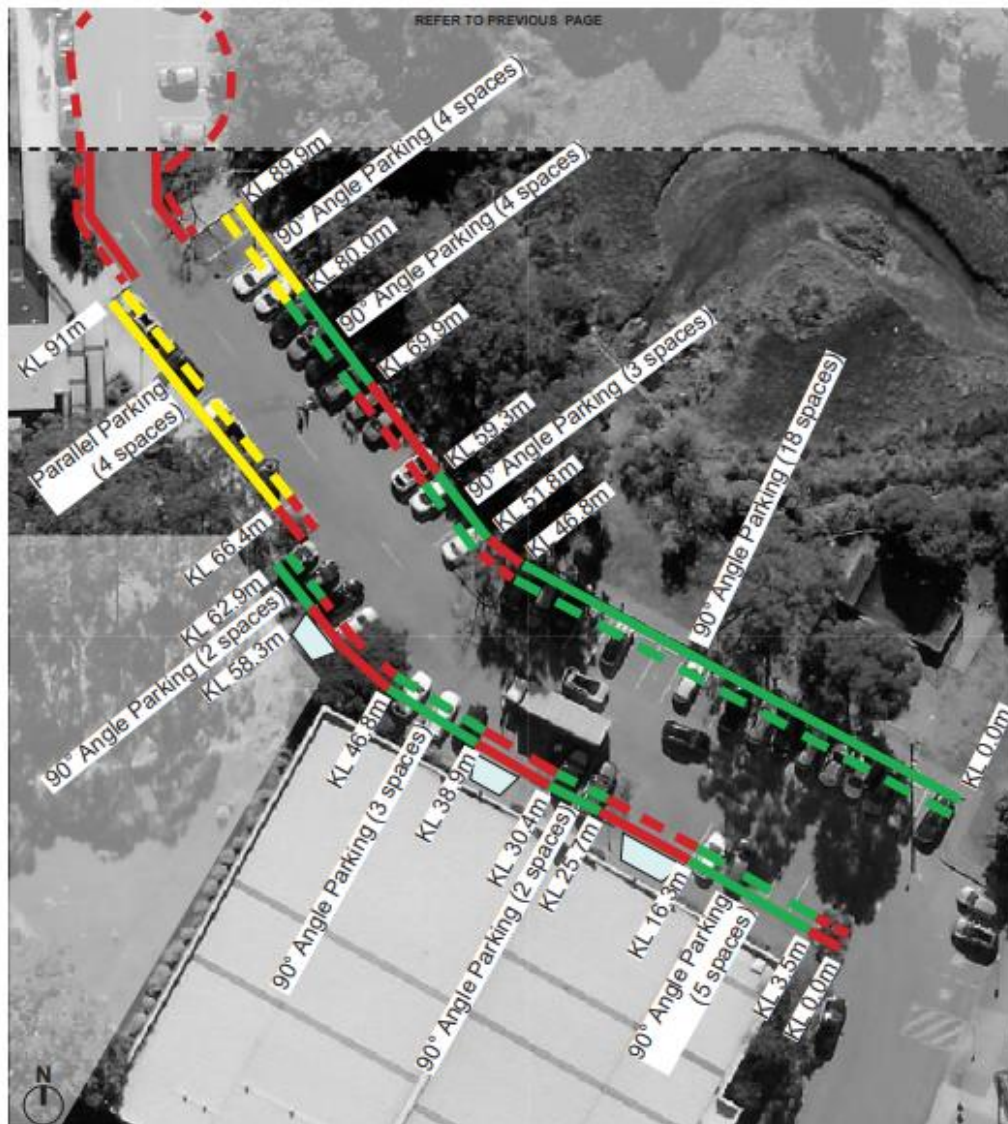 REFER TO PREVIOUS PAGE
KL 89.9m
90° Angle Parking (4 spaces)
KL 80.0m
90° Angle Parking (4 spaces)
KL 69.9m
KL 59.3m
90° Angle Parking (3 spaces)
KL 51.8m
KL 46.8m
90° Angle Parking (18 spaces)
KL 0.0m
KL 91m
Parallel Parking
(4 spaces)
KL 66.4m
KL 62.9m
90° Angle Parking (2 spaces)
KL 58.3m
KL 46.8m
90° Angle Parking (3 spaces)
KL 38.9m
KL 30.4m
90° Angle Parking (2 spaces)
KL 25.7m
KL 16.3m
90° Angle Parking
(5 spaces)
KL 3.5m
KL 0.0m
N